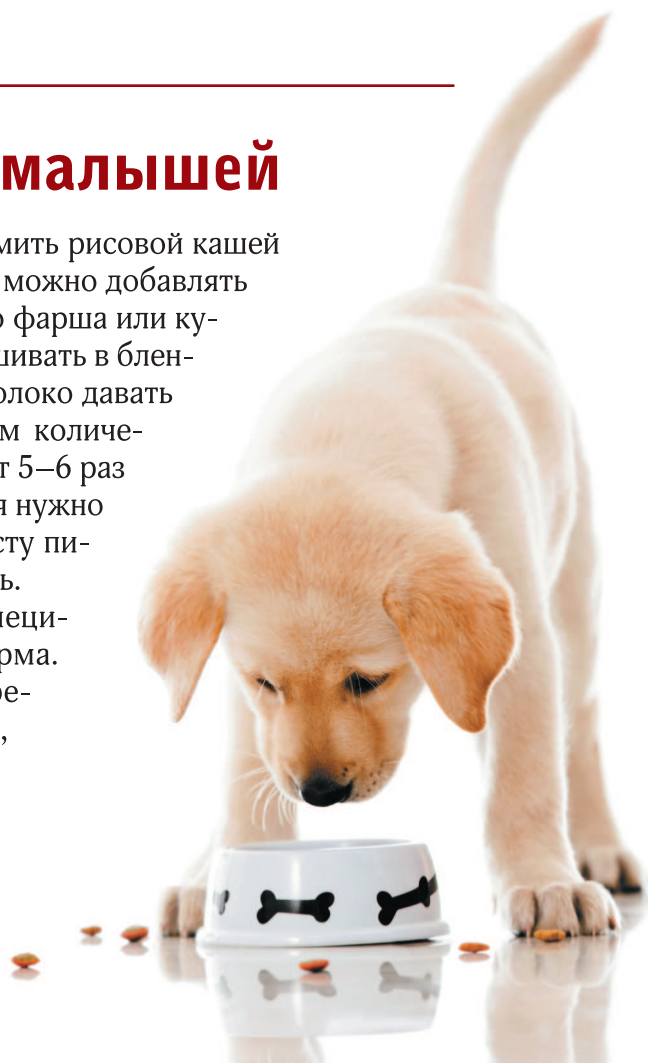 малышей
мить рисовой кашей
можно добавлять
о фарша или ку-
шивать в блен-
олоко давать
м количе-
т 5–6 раз
я нужно
сту пи-
ь.
пеци-
рма.
ре-
,